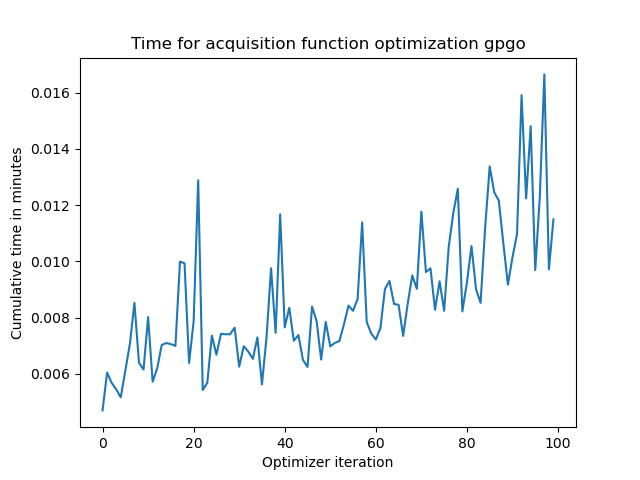 Time for acquisition function optimization gpgo
0.016
0.014
0.012
0.010
0.008
0.006
Cumulative time in minutes
0 20 40 60 80 100
Optimizer iteration